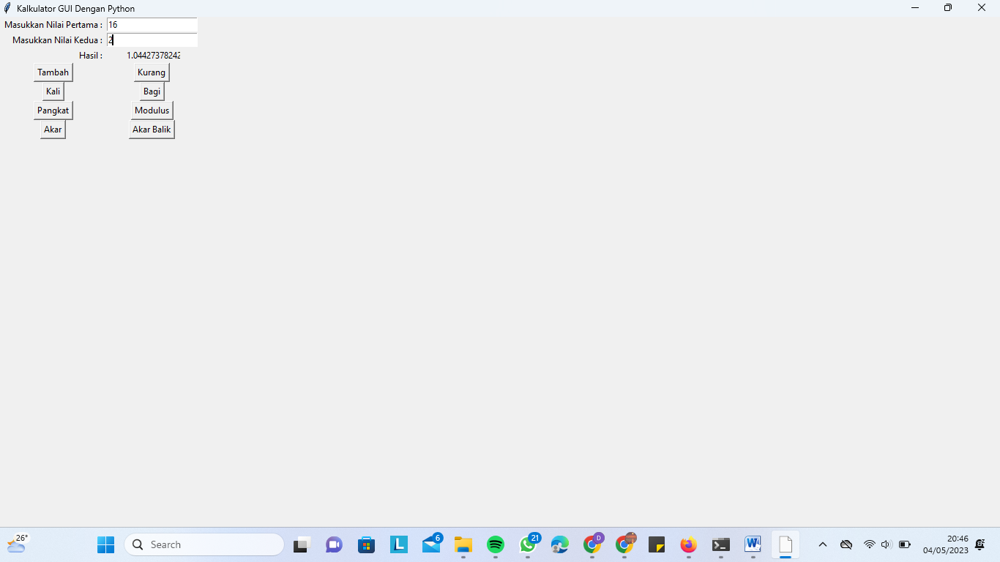 Kalkulator GUI Dengan Python
Masukkan Nilai Pertama : 16
Masukkan Nilai Kedua : 2
Hasil : 1.04427378242
Tambah Kurang
Kali Bagi
Pangkat Modulus
Akar Akar Balik
26°
Search
L
6
21
D
W
20:46
04/05/2023